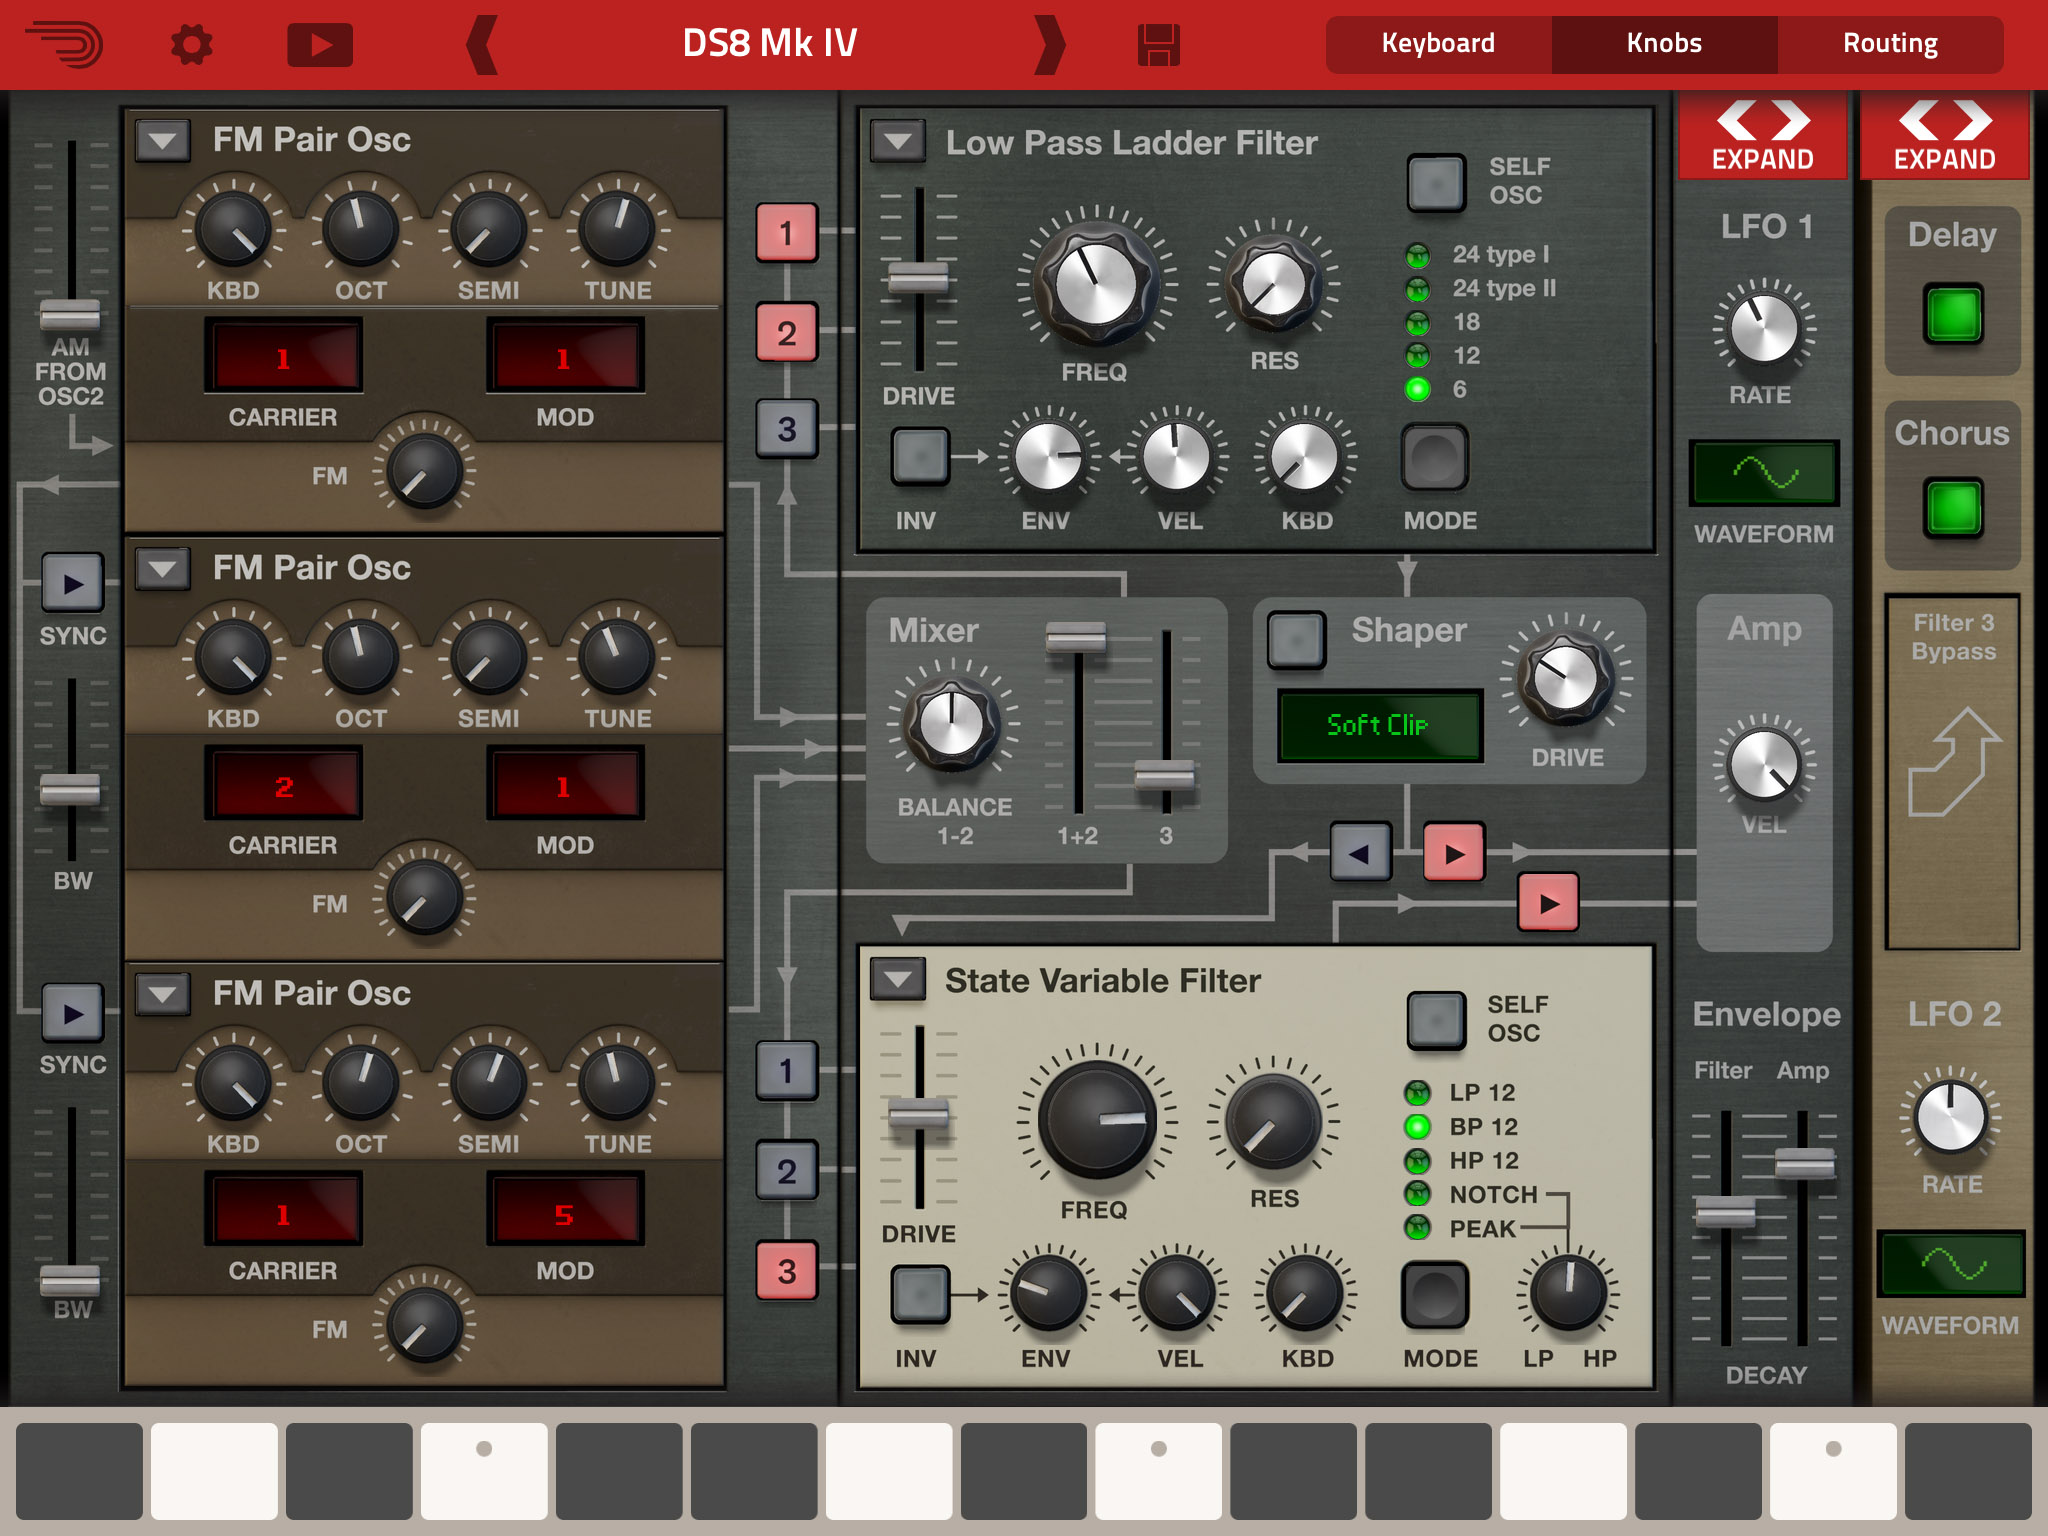 DS8 Mk IV
Keyboard
Knobs
Routing
AM
FROM
OSC2
SYNC
BW
SYNC
BW
FM Pair Osc
KBD OCT SEMI TUNE
1 1
CARRIER MOD
FM
FM Pair Osc
KBD OCT SEMI TUNE
2 1
CARRIER MOD
FM
FM Pair Osc
KBD OCT SEMI TUNE
1 5
CARRIER MOD
FM
1
2
3
Low Pass Ladder Filter
SELF
OSC
24 type I
24 type II
18
12
6
DRIVE
FREQ
RES
INV ENV VEL KBD MODE
Mixer
BALANCE
1-2
1+2
3
Shaper
Soft Clip
DRIVE
1
2
3
State Variable Filter
SELF
OSC
LP 12
BP 12
HP 12
NOTCH
PEAK
DRIVE
FREQ
RES
INV ENV VEL KBD MODE LP HP
EXPAND
LFO 1
RATE
WAVEFORM
Amp
VEL
Envelope
Filter Amp
DECAY
EXPAND
Delay
Chorus
Filter 3
Bypass
LFO 2
RATE
WAVEFORM